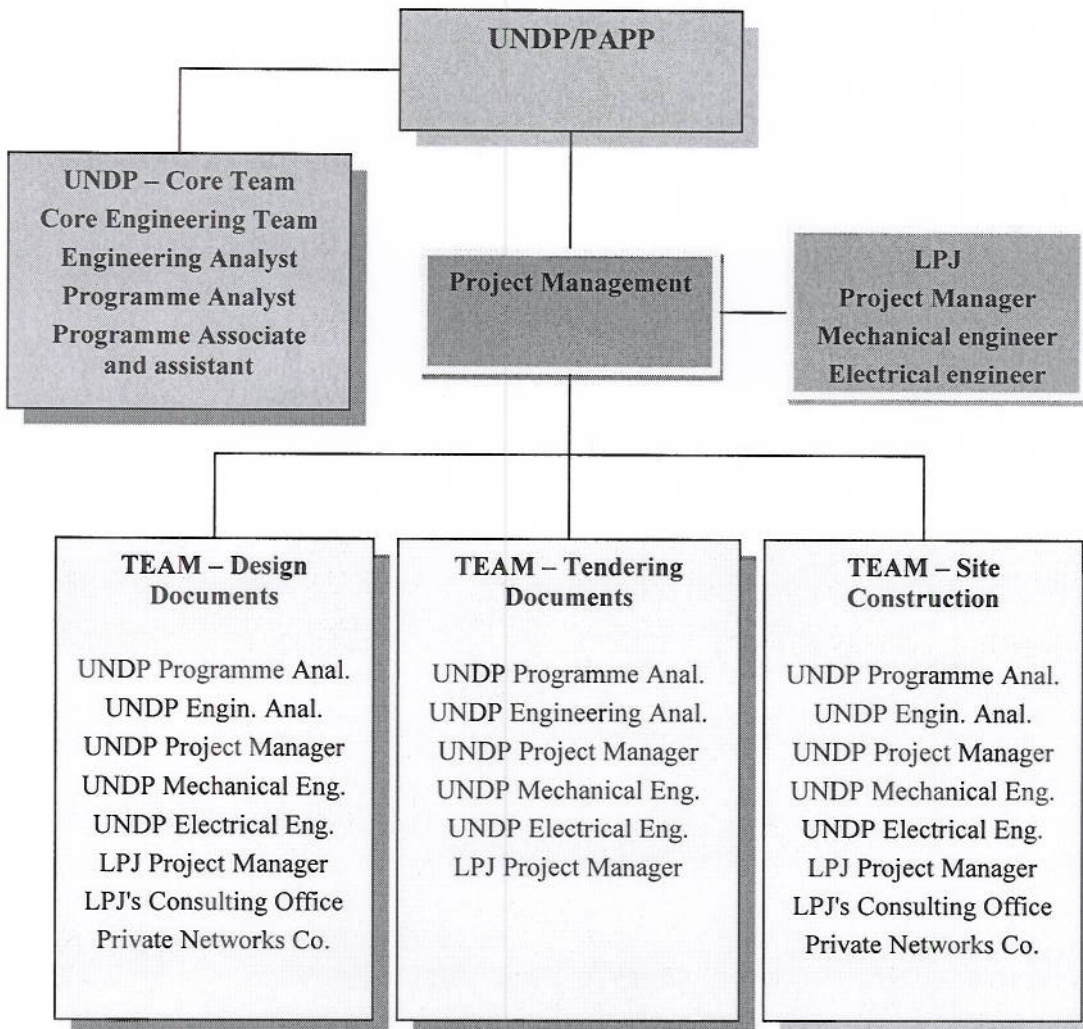 UNDP/PAPP
UNDP – Core Team
Core Engineering Team
Engineering Analyst
Programme Analyst
Programme Associate
and assistant
Project Management
LPJ
Project Manager
Mechanical engineer
Electrical engineer
TEAM – Design
Documents
UNDP Programme Anal.
UNDP Engin. Anal.
UNDP Project Manager
UNDP Mechanical Eng.
UNDP Electrical Eng.
LPJ Project Manager
LPJ's Consulting Office
Private Networks Co.
TEAM – Tendering
Documents
UNDP Programme Anal.
UNDP Engineering Anal.
UNDP Project Manager
UNDP Mechanical Eng.
UNDP Electrical Eng.
LPJ Project Manager
TEAM – Site
Construction
UNDP Programme Anal.
UNDP Engin. Anal.
UNDP Project Manager
UNDP Mechanical Eng.
UNDP Electrical Eng.
LPJ Project Manager
LPJ's Consulting Office
Private Networks Co.